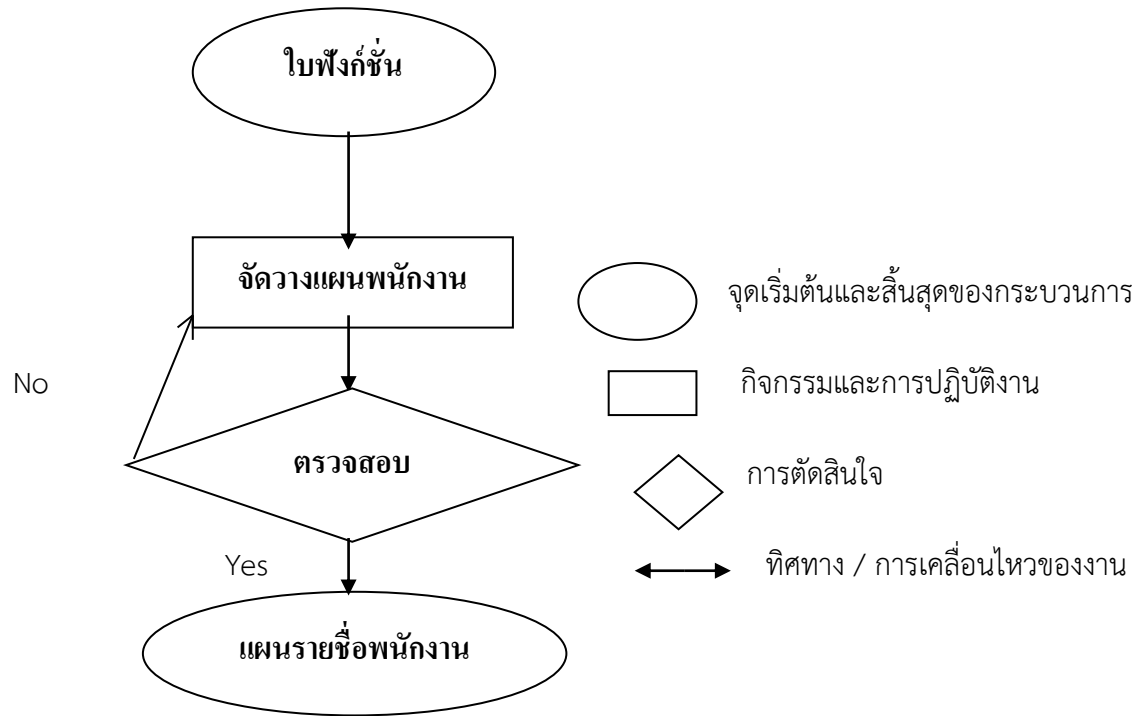 ใบฟังก์ชั่น
จัดวางแผนพนักงาน
No
ตรวจสอบ
Yes
แผนรายชื่อพนักงาน
จุดเริ่มต้นและสิ้นสุดของกระบวนการ
กิจกรรมและการปฏิบัติงาน
การตัดสินใจ
ทิศทาง / การเคลื่อนไหวของงาน